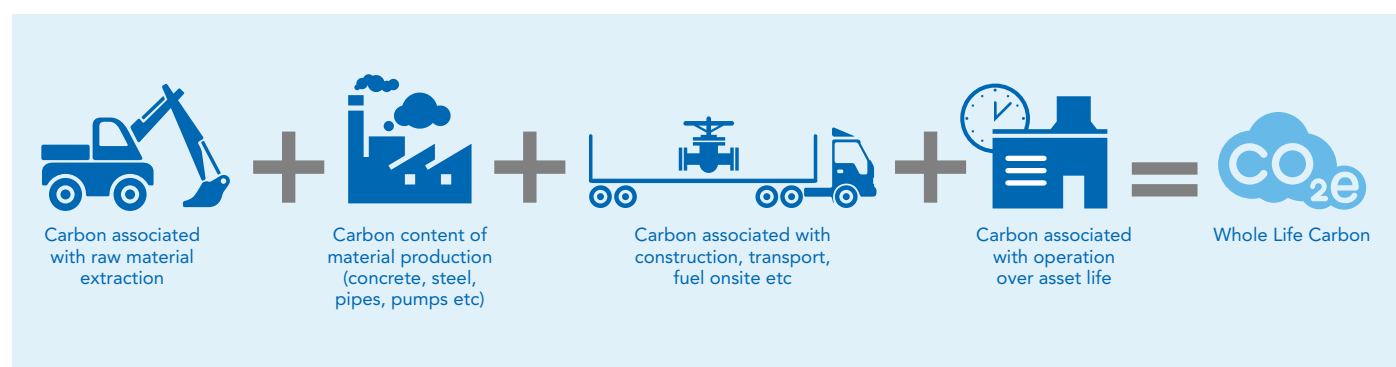 Carbon associated
with raw material
extraction
Carbon content of
material production
(concrete, steel,
pipes, pumps etc)
Carbon associated with
construction, transport,
fuel onsite etc
Carbon associated
with operation
over asset life
CO2e
Whole Life Carbon